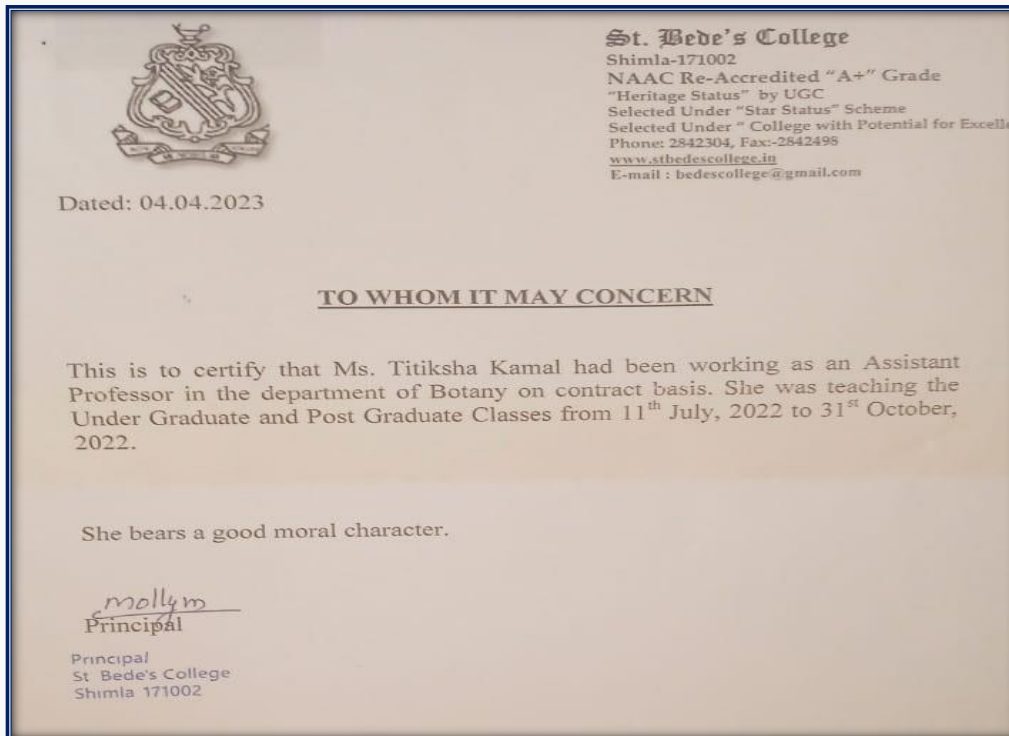 St. Bede's College
Shimla-171002
NAAC Re-Accredited "A+" Grade
"Heritage Status" by UGC
Selected Under "Star Status" Scheme
Selected Under " College with Potential for Excelle
Phone: 2842304, Fax:-2842498
www.stbedescollege.in
E-mail : bedescollege@gmail.com
Dated: 04.04.2023
TO WHOM IT MAY CONCERN
This is to certify that Ms. Titiksha Kamal had been working as an Assistant
Professor in the department of Botany on contract basis. She was teaching the
Under Graduate and Post Graduate Classes from 11th July, 2022 to 31st October,
2022.
She bears a good moral character.
mollym
Principal
Principal
St Bede's College
Shimla 171002